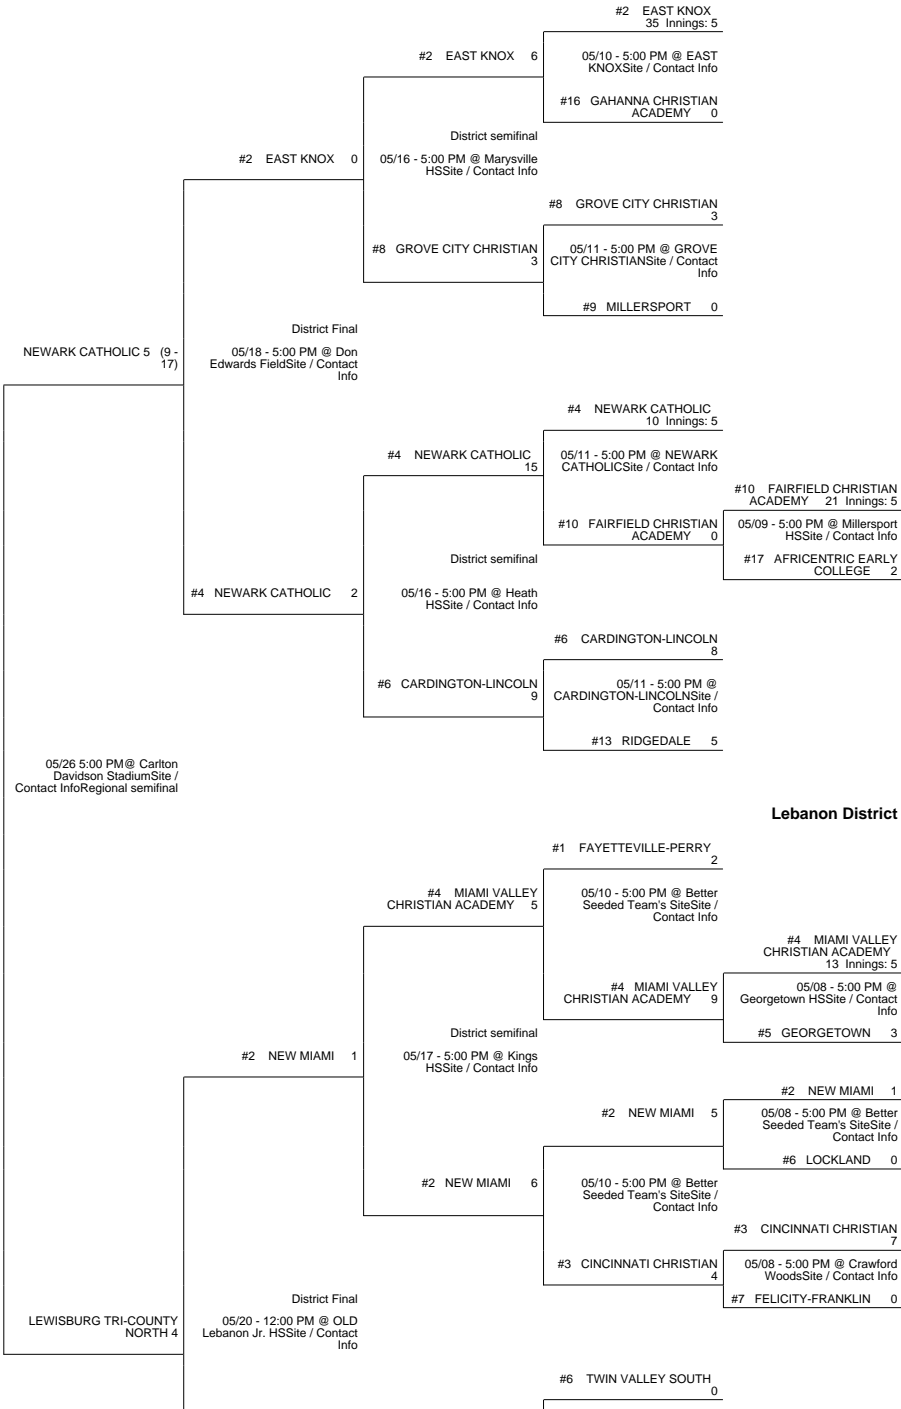 #2 EAST KNOX
35 Innings: 5
#2 EAST KNOX 6
05/10 - 5:00 PM @ EAST
KNOXSite / Contact Info
#16 GAHANNA CHRISTIAN
ACADEMY 0
District semifinal
#2 EAST KNOX 0
05/16 - 5:00 PM @ Marysville
HSSite / Contact Info
#8 GROVE CITY CHRISTIAN
3
#8 GROVE CITY CHRISTIAN
3
05/11 - 5:00 PM @ GROVE
CITY CHRISTIANSite / Contact
Info
#9 MILLERSPORT 0
District Final
NEWARK CATHOLIC 5 (9 -
17)
05/18 - 5:00 PM @ Don
Edwards FieldSite / Contact
Info
#4 NEWARK CATHOLIC
10 Innings: 5
#4 NEWARK CATHOLIC
15
05/11 - 5:00 PM @ NEWARK
CATHOLICSite / Contact Info
#10 FAIRFIELD CHRISTIAN
ACADEMY 21 Innings: 5
#10 FAIRFIELD CHRISTIAN
ACADEMY 0
05/09 - 5:00 PM @ Millersport
HSSite / Contact Info
District semifinal
#17 AFRICENTRIC EARLY
COLLEGE 2
#4 NEWARK CATHOLIC 2
05/16 - 5:00 PM @ Heath
HSSite / Contact Info
#6 CARDINGTON-LINCOLN
8
#6 CARDINGTON-LINCOLN
9
05/11 - 5:00 PM @
CARDINGTON-LINCOLNSite /
Contact Info
#13 RIDGEDALE 5
05/26 5:00 PM@ Carlton
Davidson StadiumSite /
Contact InfoRegional semifinal
Lebanon District
#1 FAYETTEVILLE-PERRY
2
#4 MIAMI VALLEY
CHRISTIAN ACADEMY 5
05/10 - 5:00 PM @ Better
Seeded Team's SiteSite /
Contact Info
#4 MIAMI VALLEY
CHRISTIAN ACADEMY
13 Innings: 5
#4 MIAMI VALLEY
CHRISTIAN ACADEMY 9
05/08 - 5:00 PM @
Georgetown HSSite / Contact
Info
District semifinal
#5 GEORGETOWN 3
#2 NEW MIAMI 1
05/17 - 5:00 PM @ Kings
HSSite / Contact Info
#2 NEW MIAMI 1
#2 NEW MIAMI 5
05/08 - 5:00 PM @ Better
Seeded Team's SiteSite /
Contact Info
#6 LOCKLAND 0
#2 NEW MIAMI 6
05/10 - 5:00 PM @ Better
Seeded Team's SiteSite /
Contact Info
#3 CINCINNATI CHRISTIAN
7
#3 CINCINNATI CHRISTIAN
4
05/08 - 5:00 PM @ Crawford
WoodsSite / Contact Info
District Final
#7 FELICITY-FRANKLIN 0
LEWISBURG TRI-COUNTY
NORTH 4
05/20 - 12:00 PM @ OLD
Lebanon Jr. HSSite / Contact
Info
#6 TWIN VALLEY SOUTH
0